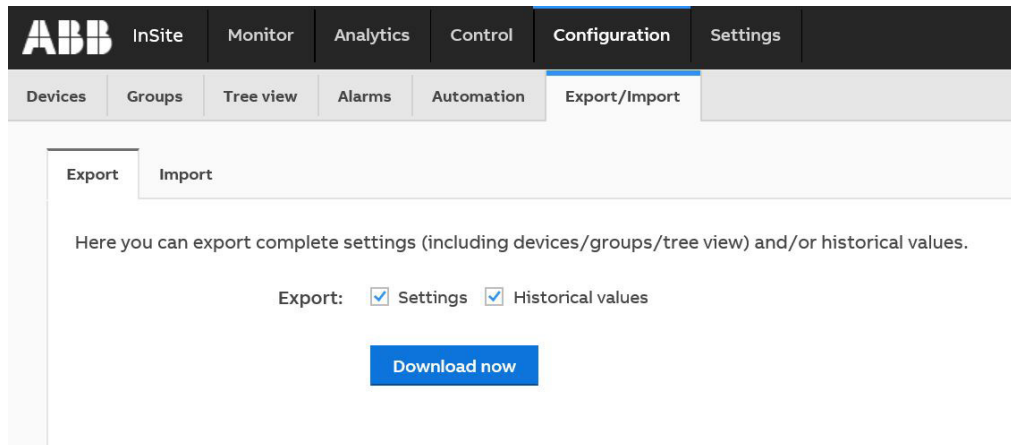 ABB InSite Monitor Analytics Control Configuration Settings
Devices Groups Tree view Alarms Automation Export/Import
Export Import
Here you can export complete settings (including devices/groups/tree view) and/or historical values.
Export: Settings Historical values
Download now